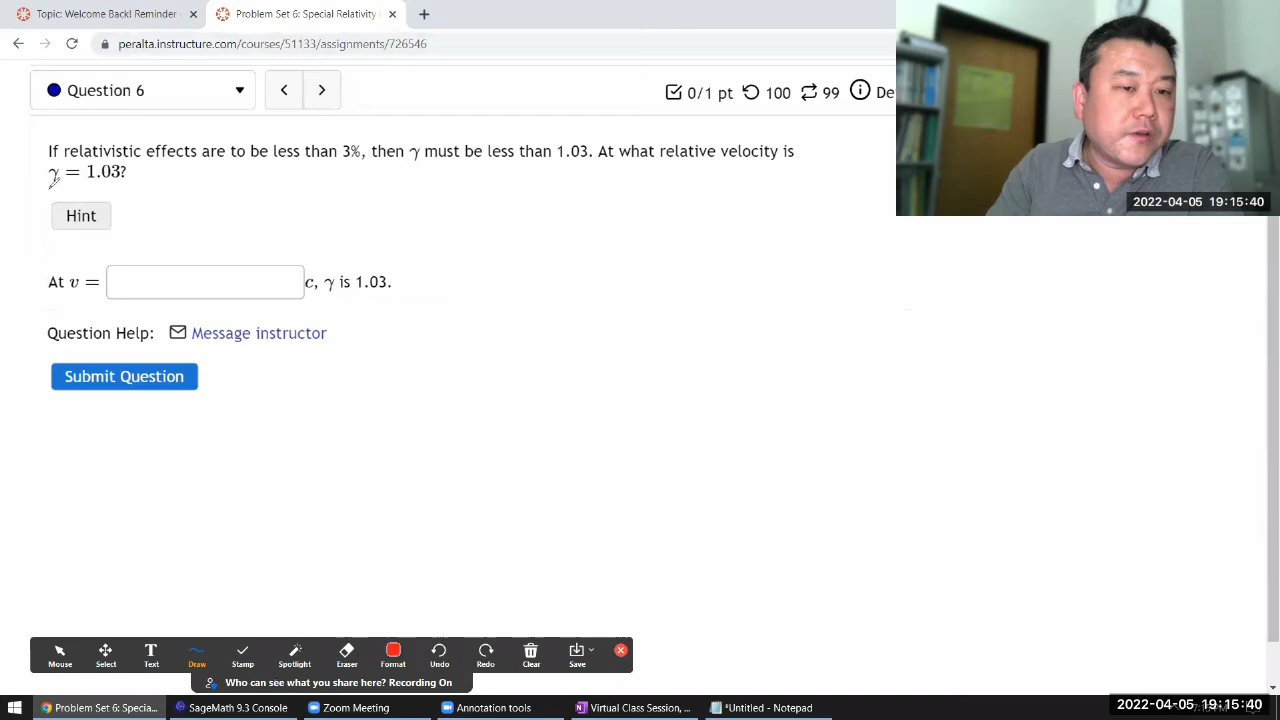 Topic: Welcome Back! Reminder
Problem Set 6: Special Relativity
peralta.instructure.com/courses/51133/assignments/726546
Question 6
0/1 pt 100 99 De
If relativistic effects are to be less than 3%, then γ must be less than 1.03. At what relative velocity is
γ = 1.03?
Hint
At v = c, γ is 1.03.
Question Help: Message instructor
Submit Question
2022-04-05 19:15:40
Mouse Select Text Draw Stamp Spotlight Eraser Format Undo Redo Clear Save
Who can see what you share here? Recording On
Problem Set 6: Specia... SageMath 9.3 Console Zoom Meeting Annotation tools Virtual Class Session, ... *Untitled - Notepad
2022-04-05 19:15:40